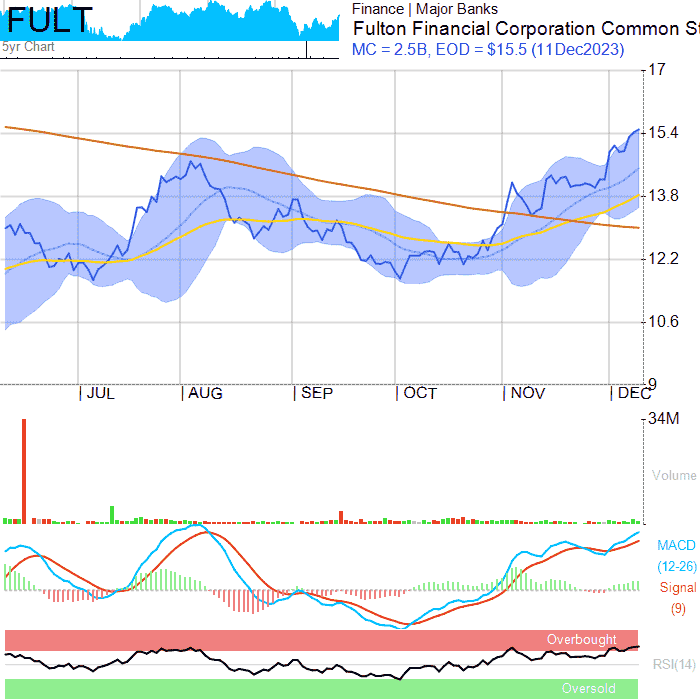 FULT
5yr Chart
Finance | Major Banks
Fulton Financial Corporation Common St
MC = 2.5B, EOD = $15.5 (11Dec2023)
17
15.4
13.8
12.2
10.6
9
| JUL | AUG | SEP | OCT | NOV | DEC
34M
Volume
MACD
(12-26)
Signal
(9)
Overbought
RSI(14)
Oversold